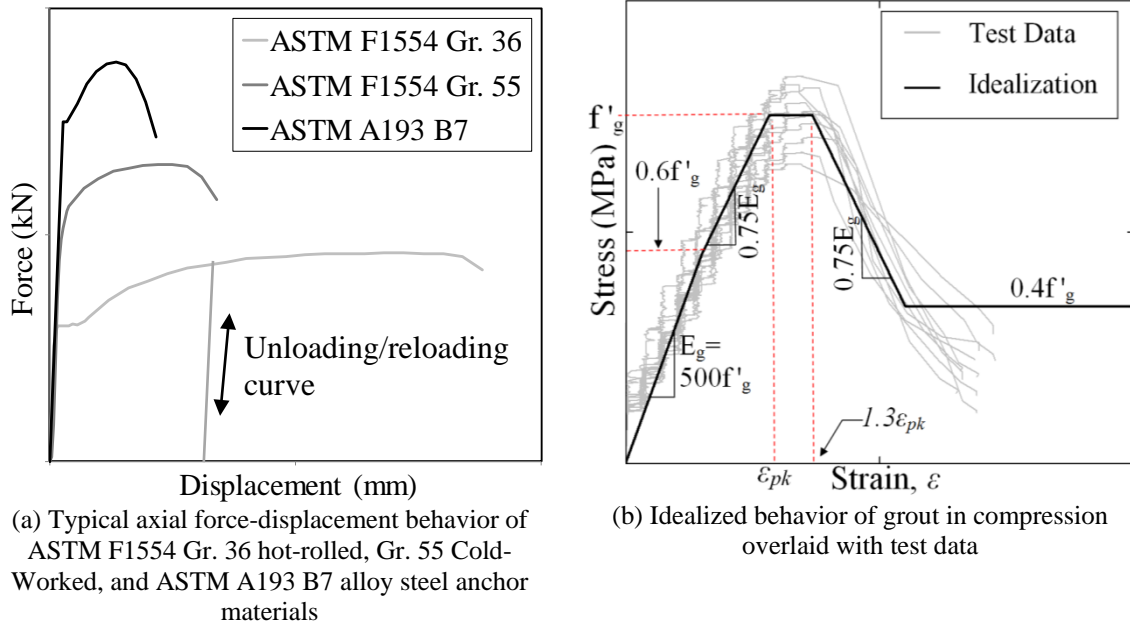 ASTM F1554 Gr. 36
ASTM F1554 Gr. 55
ASTM A193 B7
Force (kN)
Unloading/reloading
curve
Displacement (mm)
(a) Typical axial force-displacement behavior of
ASTM F1554 Gr. 36 hot-rolled, Gr. 55 Cold-
Worked, and ASTM A193 B7 alloy steel anchor
materials
Test Data
Idealization
f'g
Stress (MPa)
0.6f'g
0.75Eg
0.75Eg
0.4f'g
Eg=
500f'g
1.3εpk
εpk
Strain, ε
(b) Idealized behavior of grout in compression
overlaid with test data